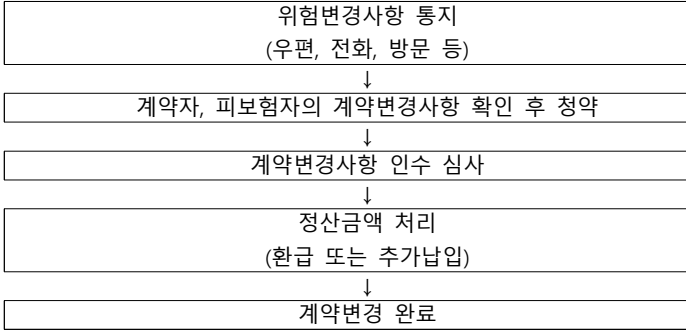 위험변경사항 통지
(우편, 전화, 방문 등)
↓
계약자, 피보험자의 계약변경사항 확인 후 청약
↓
계약변경사항 인수 심사
↓
정산금액 처리
(환급 또는 추가납입)
↓
계약변경 완료